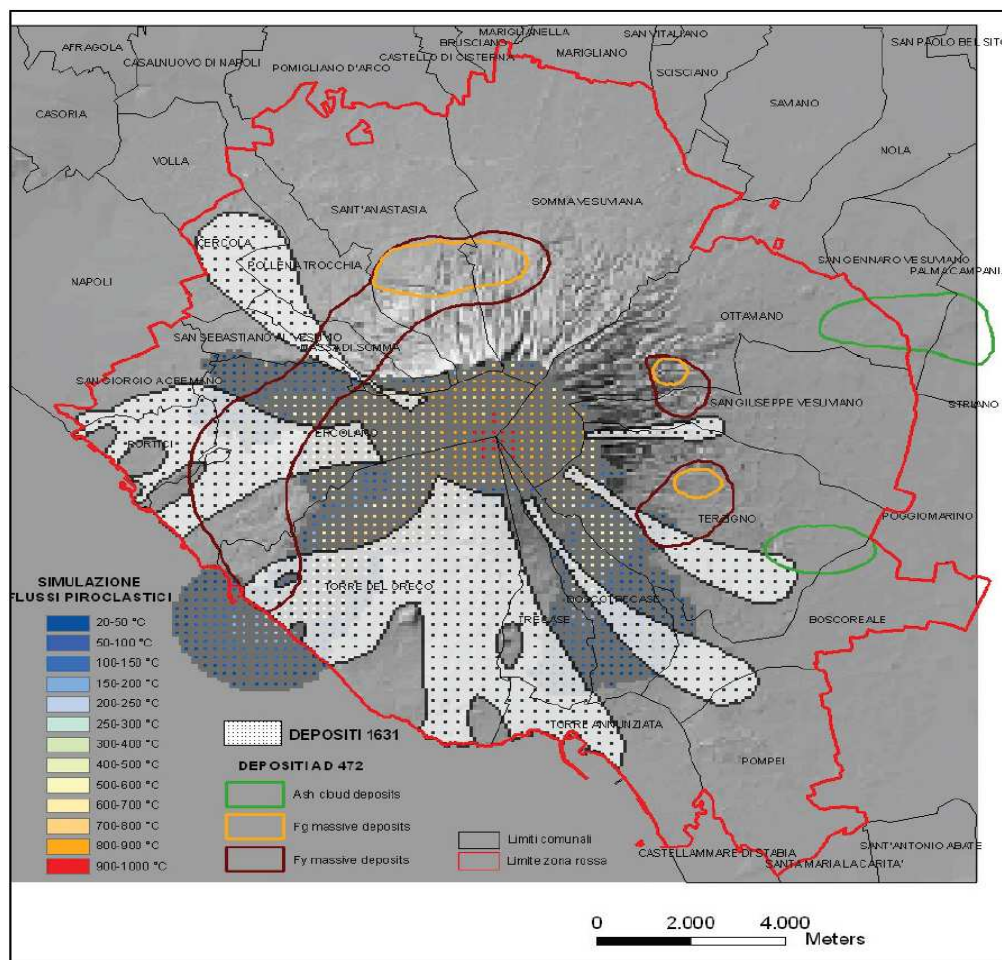 MARIGLIANELLA
AFRAGOLA
BRUSCIANO
SAN VITALIANO
SAN PAOLO BEL SITO
CASALNUOVO DI NAPOLI
CASTELLO DI CISTERNA
MARIGLIANO
POMIGLIANO D'ARCO
SCISCIANO
CASORIA
SAVIANO
VOLLA
NOLA
SANT'ANASTASIA
SOMMA VESUVIANA
CERCOLA
POLLENA TROCCHIA
SAN GENNARO VESUVIANO
PALMA CAMPANIA
NAPOLI
OTTAVIANO
SAN SEBASTIANO AL VESUVIO
MASSA DI SOMMA
SAN GIORGIO A CREMANO
SAN GIUSEPPE VESUVIANO
STRIANO
PORTICI
ERCOLANO
TERZIGNO
POGGIOMARINO
TORRE DEL GRECO
BOSCOTRECASE
TRECASE
BOSCOREALE
TORRE ANNUNZIATA
POMPEI
CASTELLAMMARE DI STABIA
SANT'ANTONIO ABATE
SANTA MARIA LA CARITA'
SIMULAZIONE
FLUSSI PIROCLASTICI
20-50 °C
50-100 °C
100-150 °C
150-200 °C
200-250 °C
250-300 °C
300-400 °C
400-500 °C
500-600 °C
600-700 °C
700-800 °C
800-900 °C
900-1000 °C
DEPOSITI 1631
DEPOSITI AD 472
Ash cloud deposits
Fg massive deposits
Fy massive deposits
Limiti comunali
Limite zona rossa
0 2.000 4.000
Meters